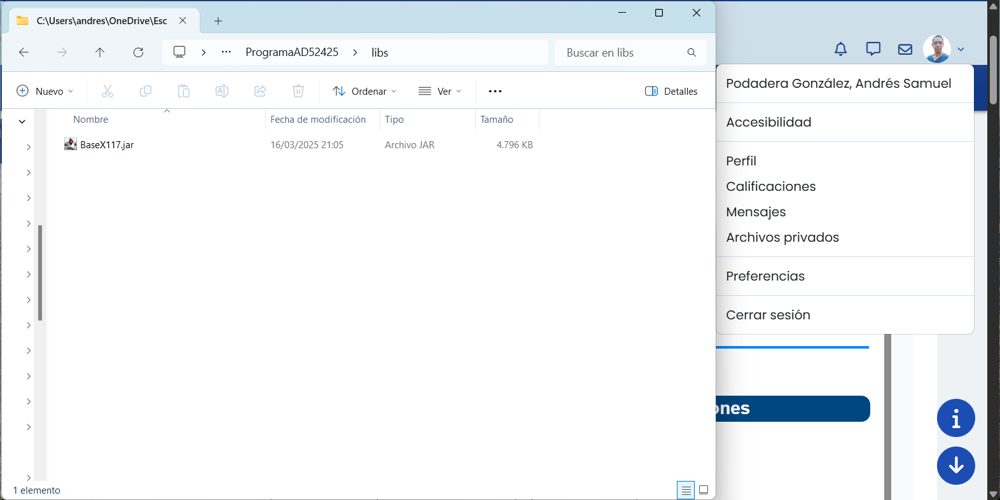 C:\Users\andres\OneDrive\Esc
ProgramaAD52425
libs
Buscar en libs
Nuevo
Ordenar
Ver
Detalles
Nombre
Fecha de modificación
Tipo
Tamaño
BaseX117.jar
16/03/2025 21:05
Archivo JAR
4.796 KB
1 elemento
Podadera González, Andrés Samuel
Accesibilidad
Perfil
Calificaciones
Mensajes
Archivos privados
Preferencias
Cerrar sesión
ones